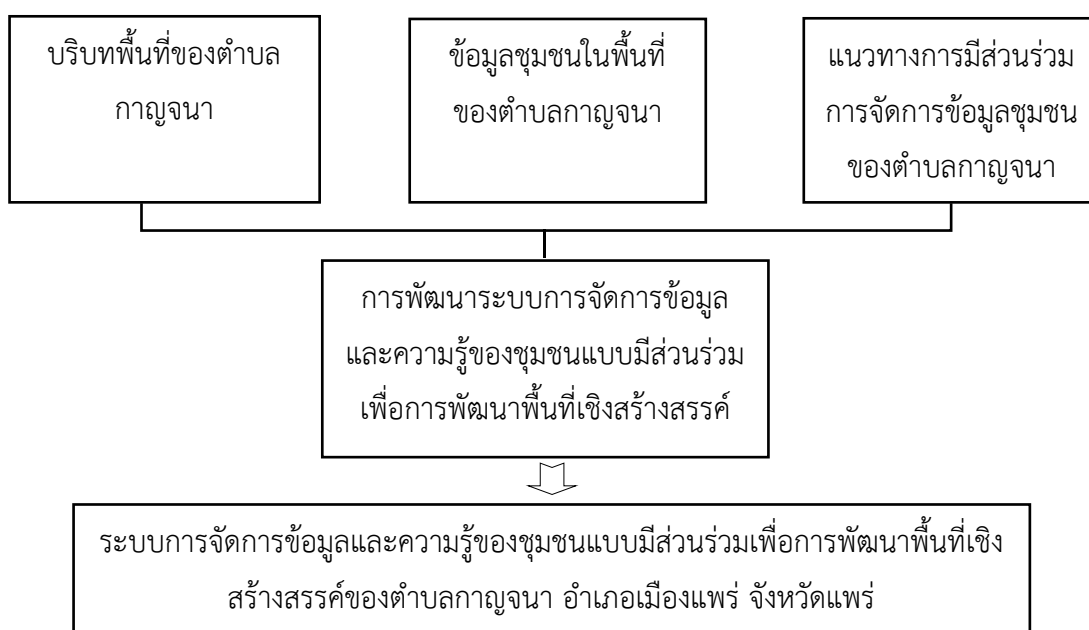 บริบทพื้นที่ของตำบล
กาญจนา
ข้อมูลชุมชนในพื้นที่
ของตำบลกาญจนา
แนวทางการมีส่วนร่วม
การจัดการข้อมูลชุมชน
ของตำบลกาญจนา
การพัฒนาระบบการจัดการข้อมูล
และความรู้ของชุมชนแบบมีส่วนร่วม
เพื่อการพัฒนาพื้นที่เชิงสร้างสรรค์
ระบบการจัดการข้อมูลและความรู้ของชุมชนแบบมีส่วนร่วมเพื่อการพัฒนาพื้นที่เชิง
สร้างสรรค์ของตำบลกาญจนา อำเภอเมืองแพร่ จังหวัดแพร่